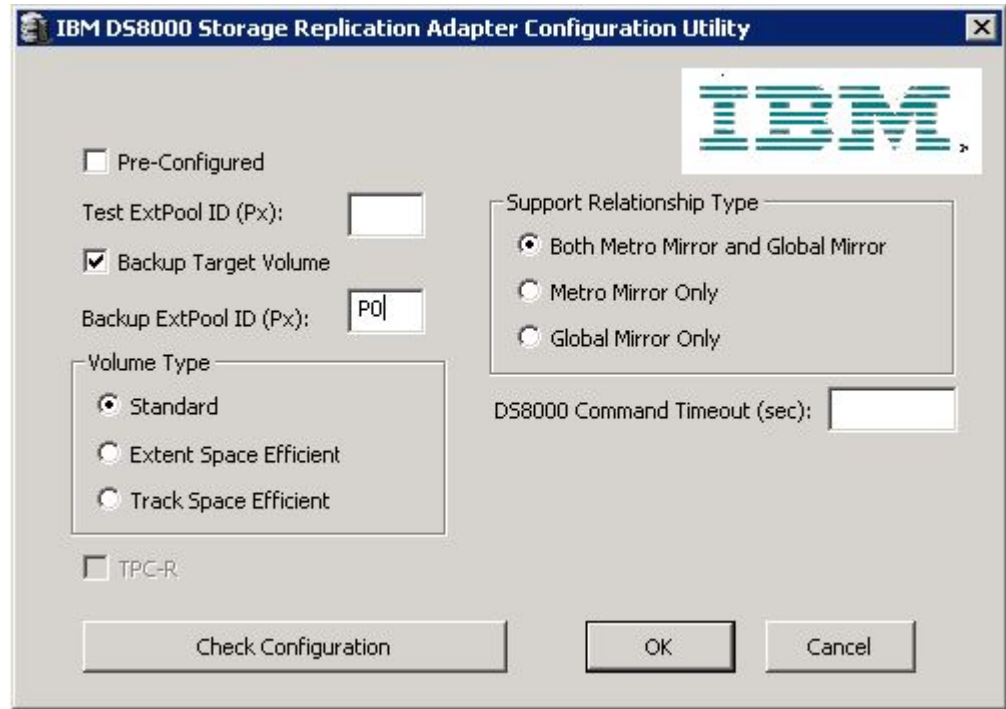 IBM DS8000 Storage Replication Adapter Configuration Utility
IBM
Pre-Configured
Test ExtPool ID (Px):
Backup Target Volume
Backup ExtPool ID (Px): P0
Volume Type
Standard
Extent Space Efficient
Track Space Efficient
TPC-R
Support Relationship Type
Both Metro Mirror and Global Mirror
Metro Mirror Only
Global Mirror Only
DS8000 Command Timeout (sec):
Check Configuration
OK
Cancel